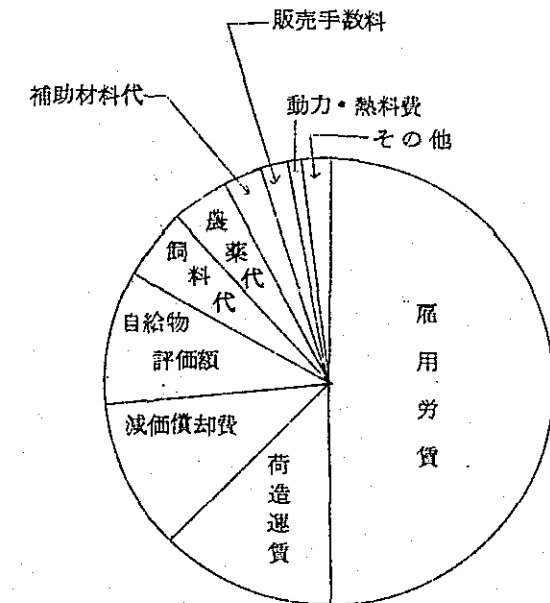 販売手数料
補助材料代
動力・熱料費
その他
農薬代
飼料代
自給物
評価額
減価償却費
荷造運賃
雇用労賃